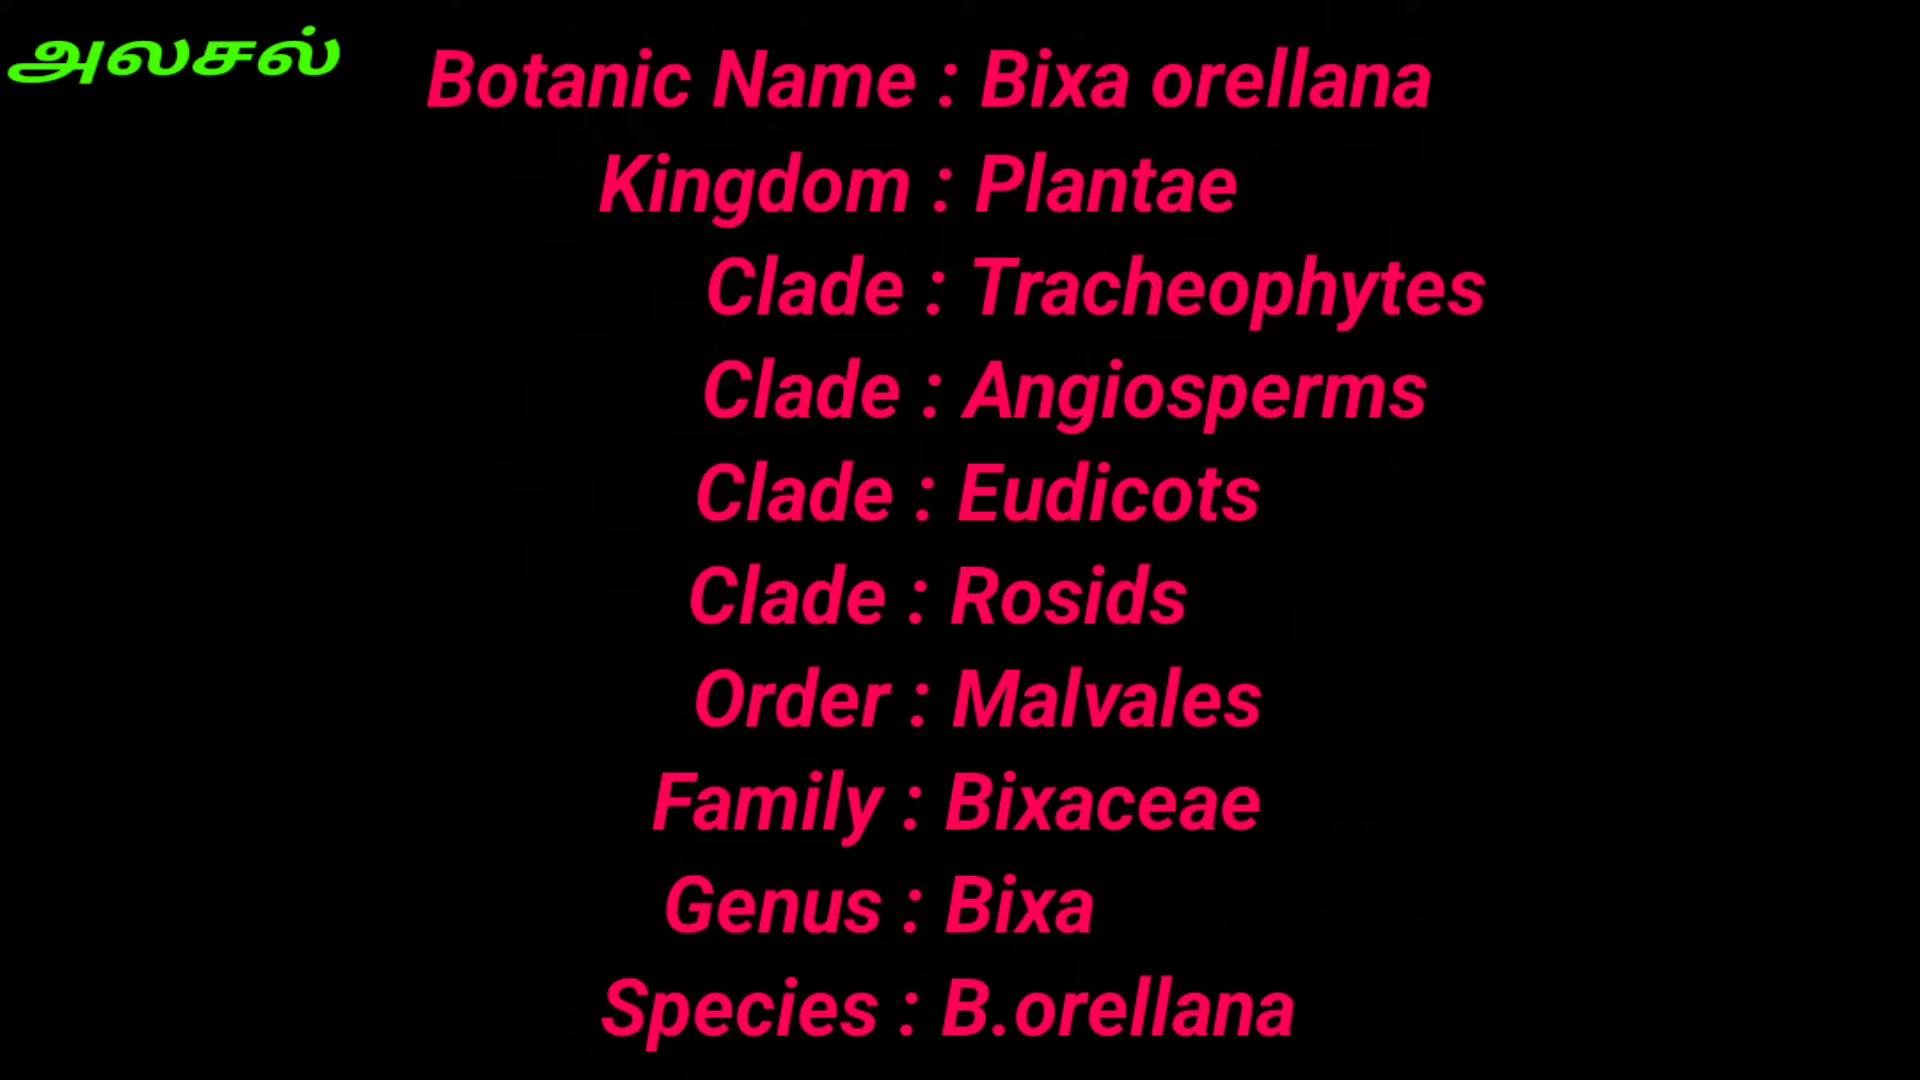 அலசல்
Botanic Name : Bixa orellana
Kingdom : Plantae
Clade : Tracheophytes
Clade : Angiosperms
Clade : Eudicots
Clade : Rosids
Order : Malvales
Family : Bixaceae
Genus : Bixa
Species : B.orellana